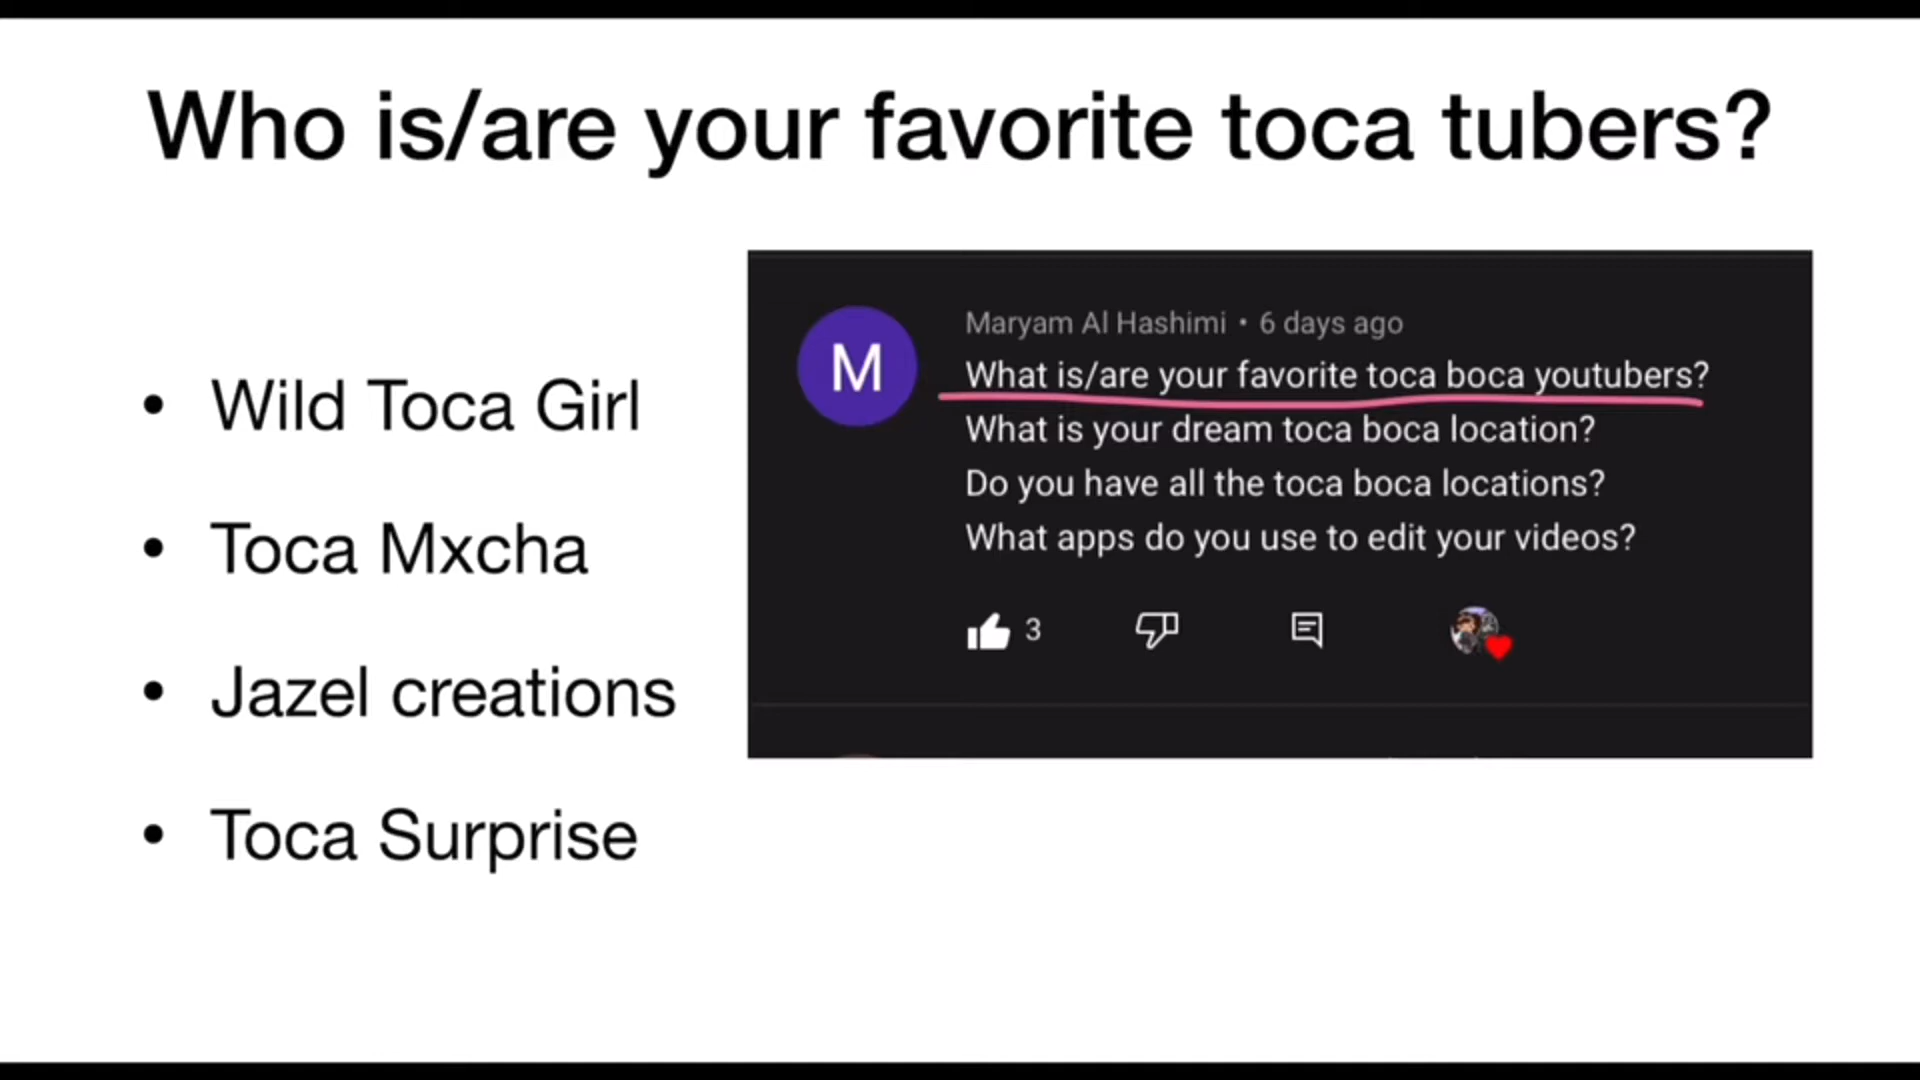 Who is/are your favorite toca tubers?
• Wild Toca Girl
• Toca Mxcha
• Jazel creations
• Toca Surprise
M
Maryam Al Hashimi • 6 days ago
What is/are your favorite toca boca youtubers?
What is your dream toca boca location?
Do you have all the toca boca locations?
What apps do you use to edit your videos?
3